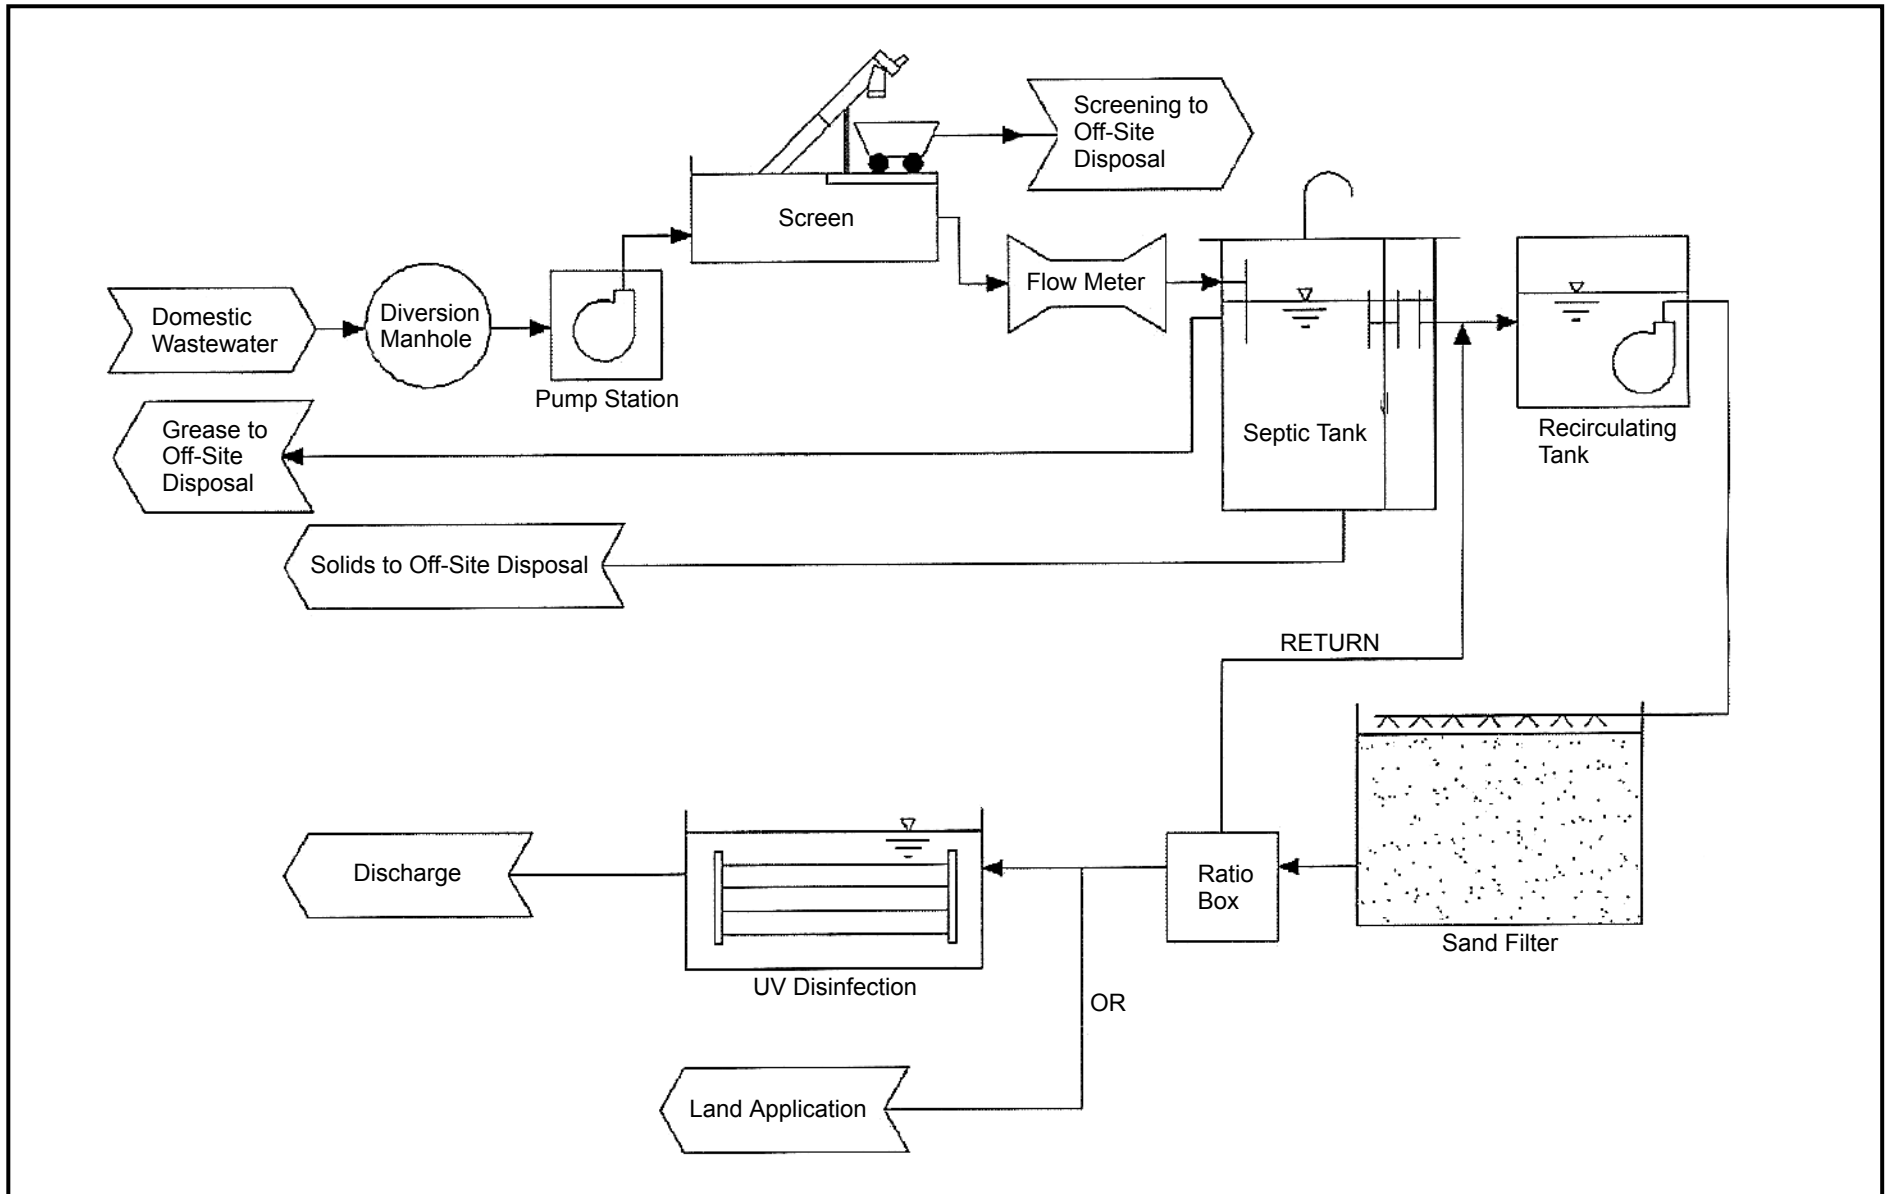 Screening to
Off-Site
Disposal
Screen
Flow Meter
Domestic
Wastewater
Diversion
Manhole
Pump Station
Grease to
Off-Site
Disposal
Septic Tank
Recirculating
Tank
Solids to Off-Site Disposal
RETURN
Discharge
Ratio
Box
Sand Filter
UV Disinfection
OR
Land Application